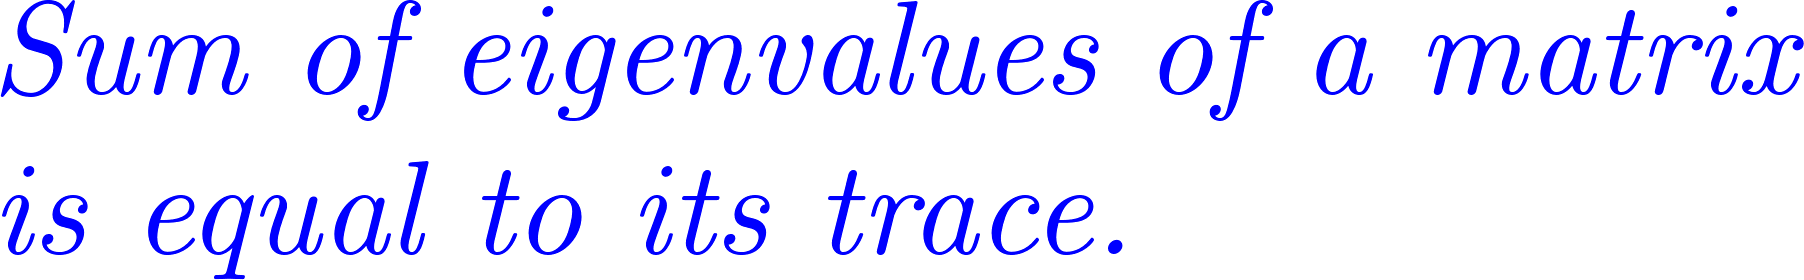 Sum of eigenvalues of a matrix
is equal to its trace.